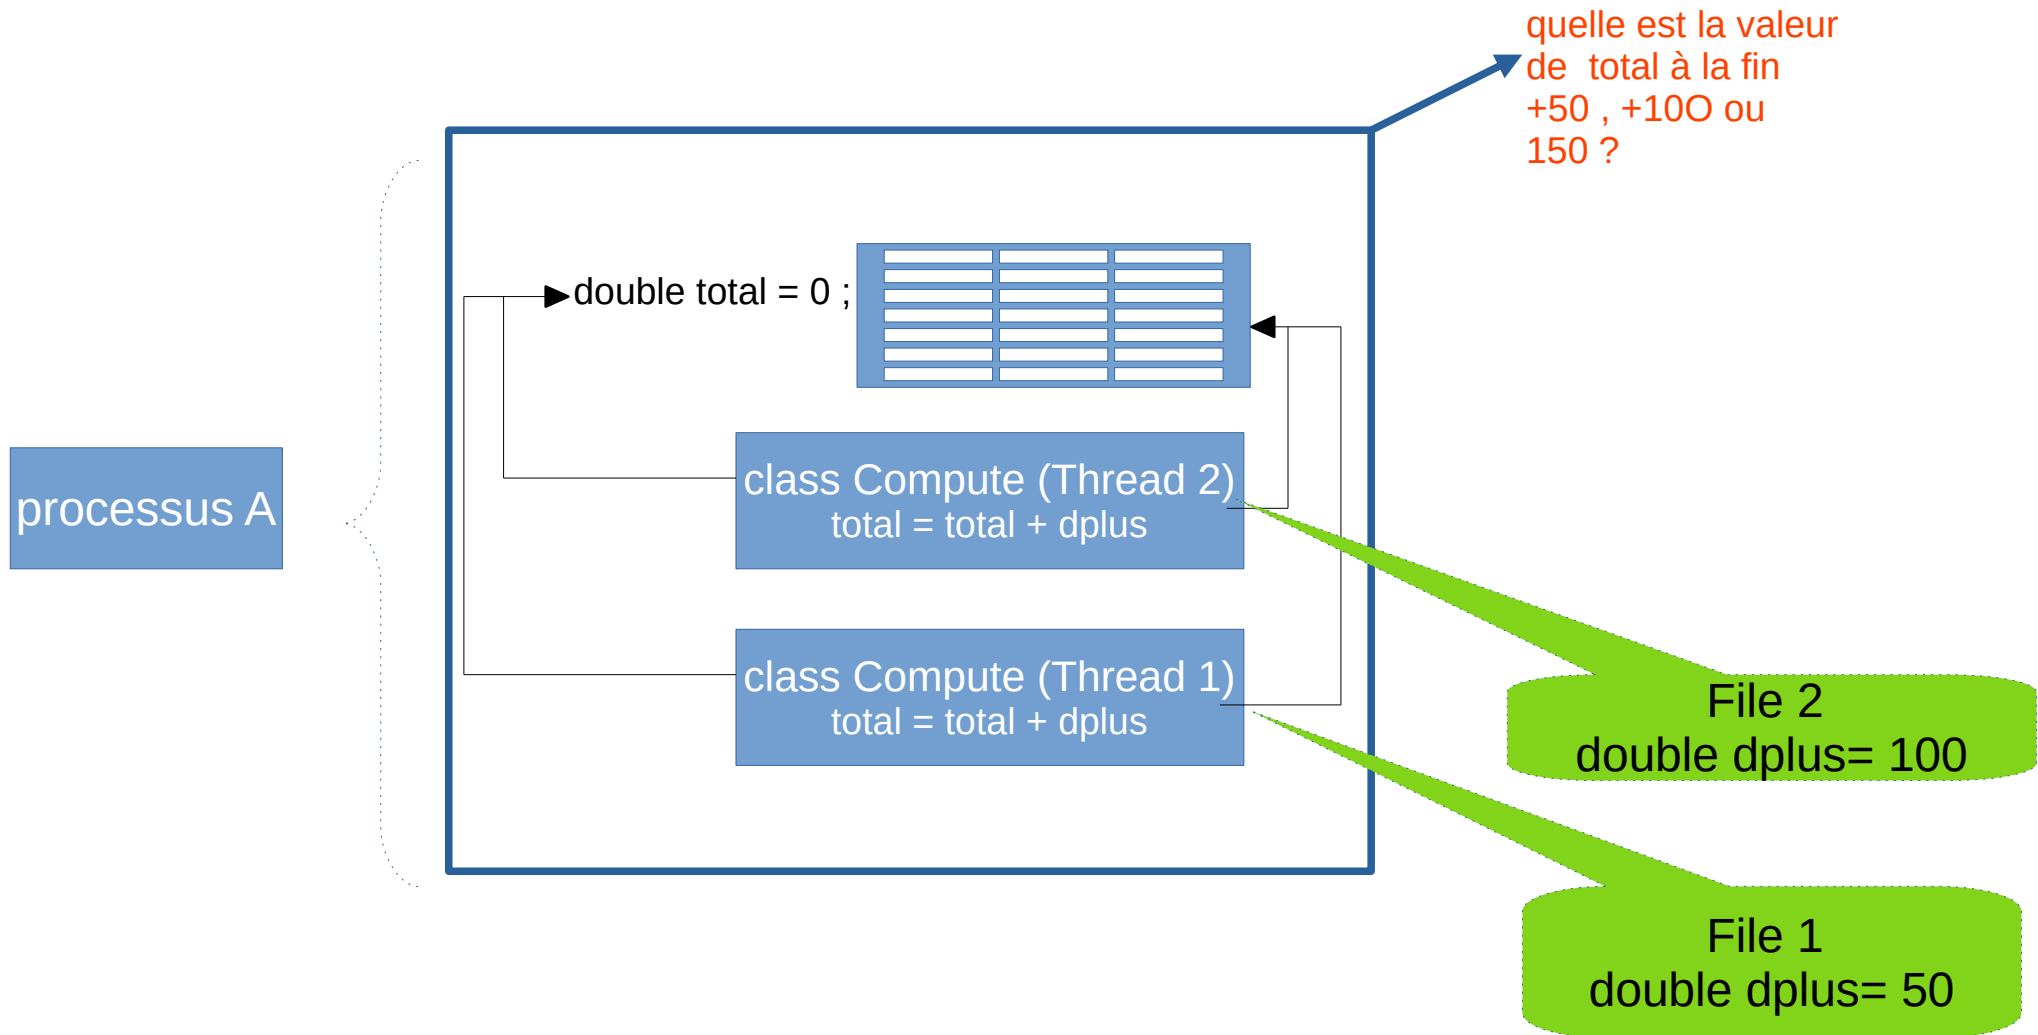 quelle est la valeur
de  total à la fin
+50 , +10O ou
150 ?
double total = 0 ;
class Compute (Thread 2)
total = total + dplus
processus A
class Compute (Thread 1)
total = total + dplus
File 2
double dplus= 100
File 1
double dplus= 50